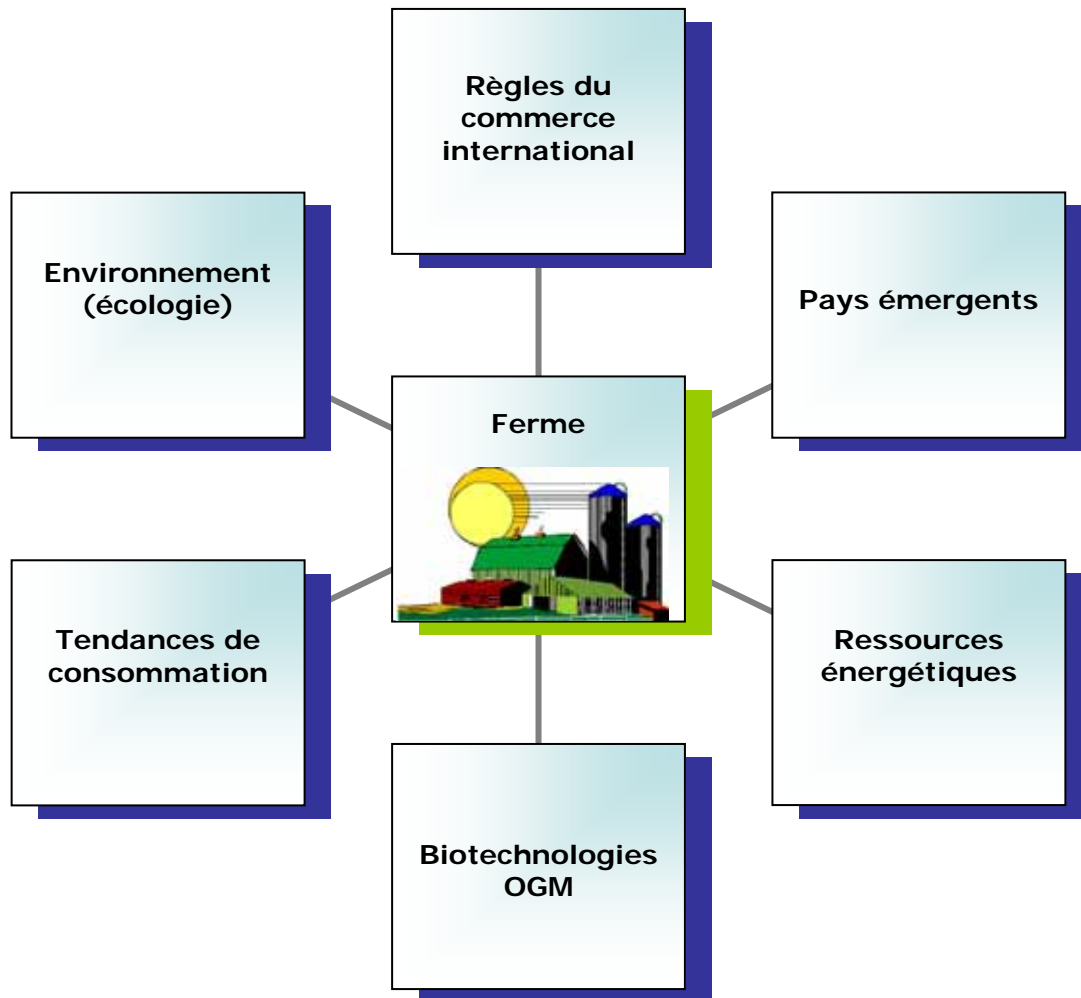 Règles du
commerce
international
Environnement
(écologie)
Pays émergents
Ferme
Tendances de
consommation
Ressources
énergétiques
Biotechnologies
OGM